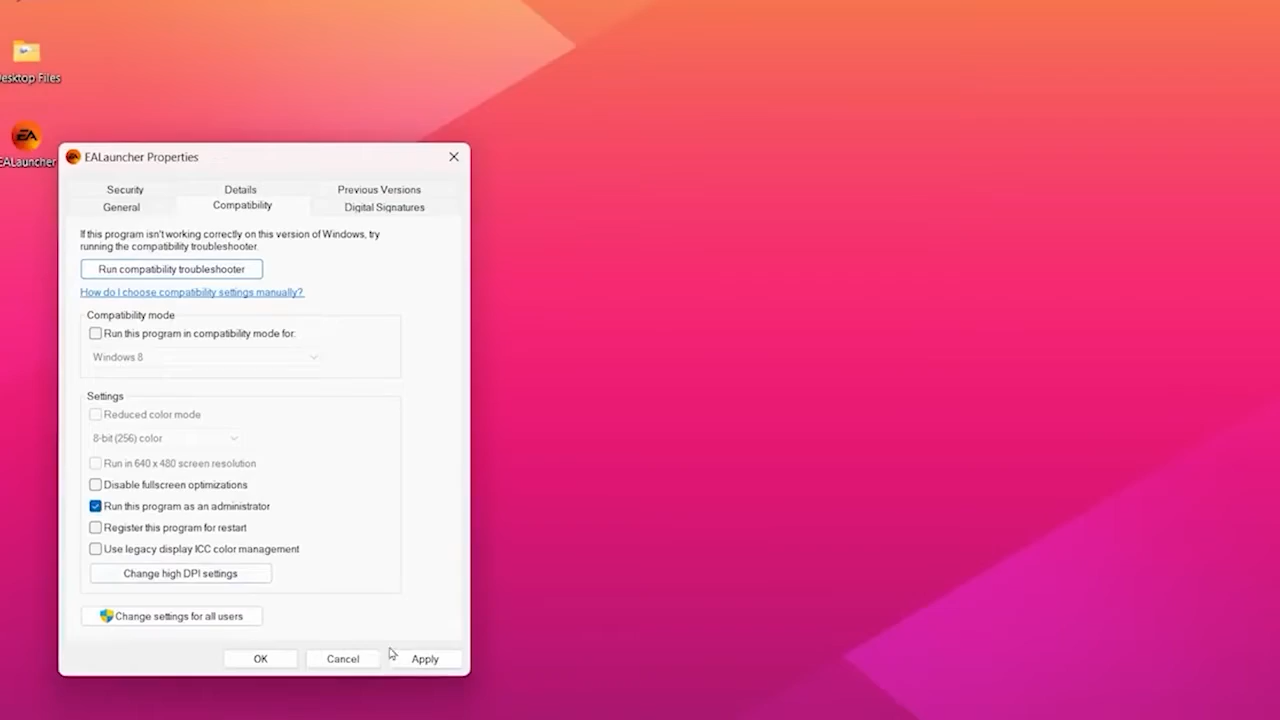 esktop Files
EA
EALauncher
EALauncher Properties
Security Details Previous Versions
General Compatibility Digital Signatures
If this program isn't working correctly on this version of Windows, try
running the compatibility troubleshooter.
Run compatibility troubleshooter
How do I choose compatibility settings manually?
Compatibility mode
Run this program in compatibility mode for:
Windows 8
Settings
Reduced color mode
8-bit (256) color
Run in 640 x 480 screen resolution
Disable fullscreen optimizations
Run this program as an administrator
Register this program for restart
Use legacy display ICC color management
Change high DPI settings
Change settings for all users
OK Cancel Apply